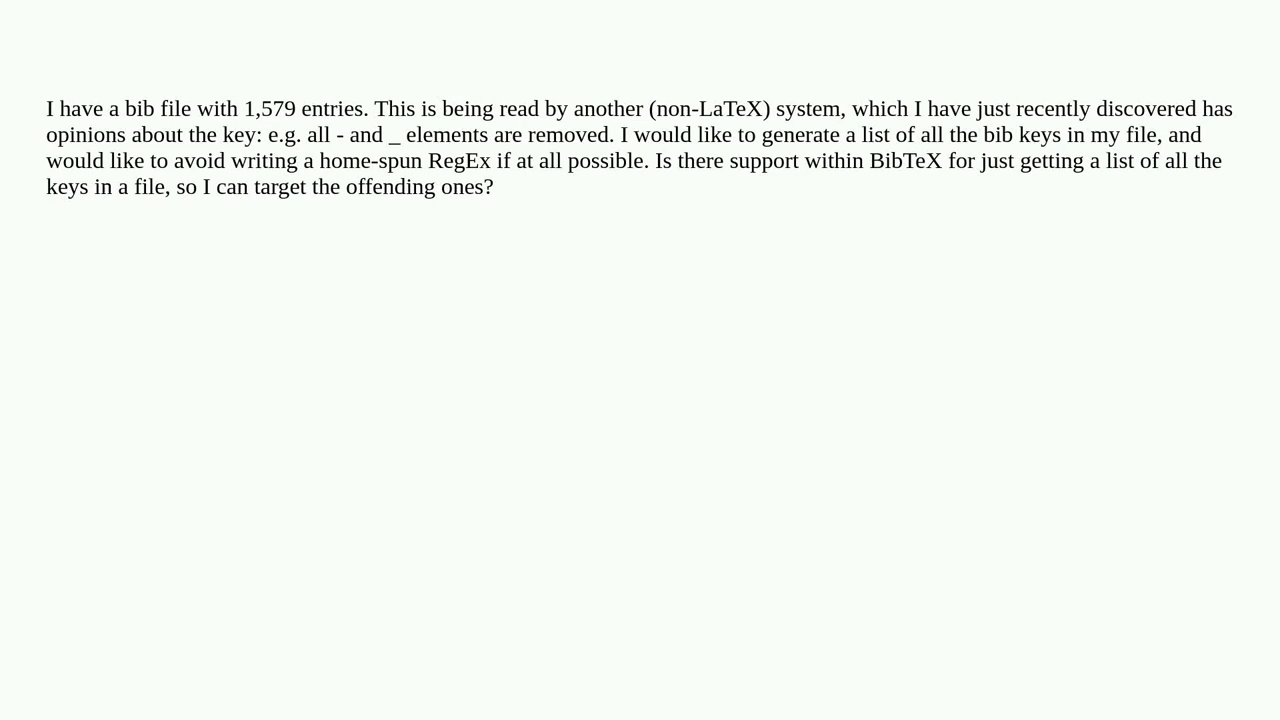 I have a bib file with 1,579 entries. This is being read by another (non-LaTeX) system, which I have just recently discovered has
opinions about the key: e.g. all - and _ elements are removed. I would like to generate a list of all the bib keys in my file, and
would like to avoid writing a home-spun RegEx if at all possible. Is there support within BibTeX for just getting a list of all the
keys in a file, so I can target the offending ones?